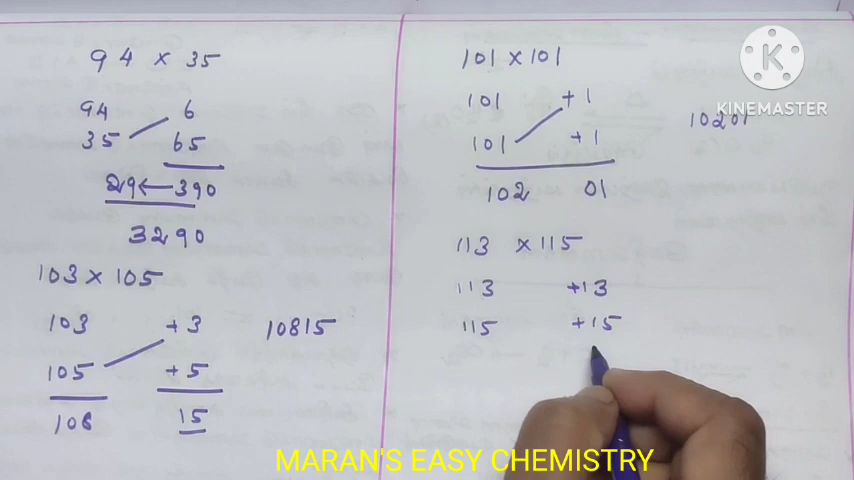 94 × 35
94 6
35 65
29 ← 390
3290
103 × 105
103 + 3
105 + 5
108 15
10815
101 × 101
101 + 1
101 + 1
102 01
10201
113 × 115
113 +13
115 +15
KINEMASTER
MARAN'S EASY CHEMISTRY